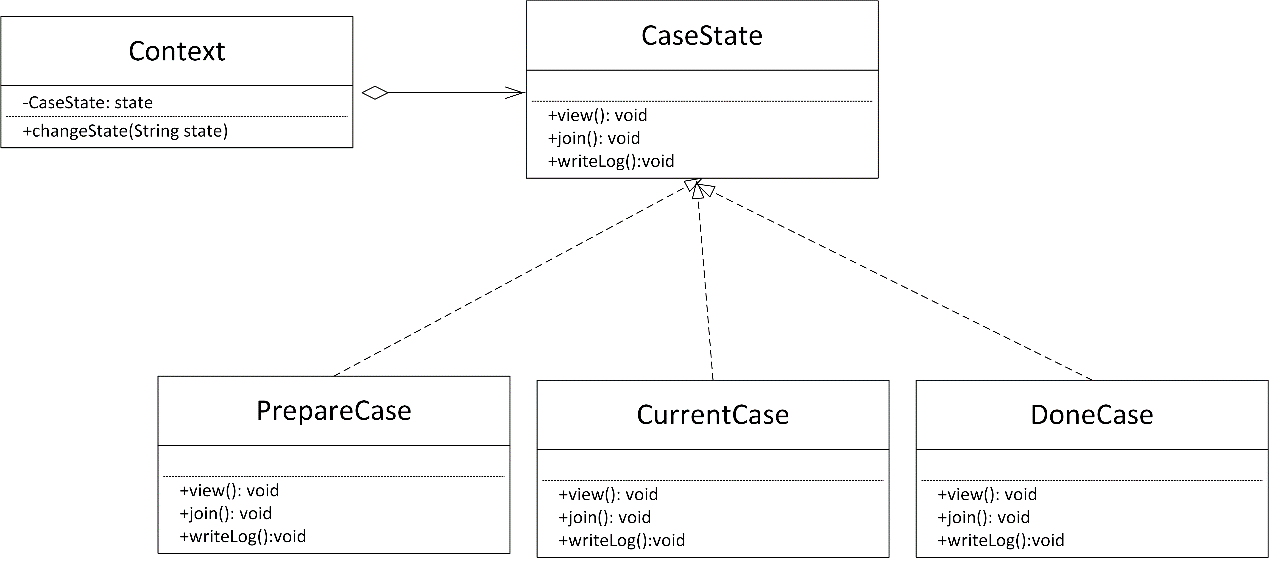 Context
-CaseState: state
+changeState(String state)
CaseState
+view(): void
+join(): void
+writeLog():void
PrepareCase
+view(): void
+join(): void
+writeLog():void
CurrentCase
+view(): void
+join(): void
+writeLog():void
DoneCase
+view(): void
+join(): void
+writeLog():void